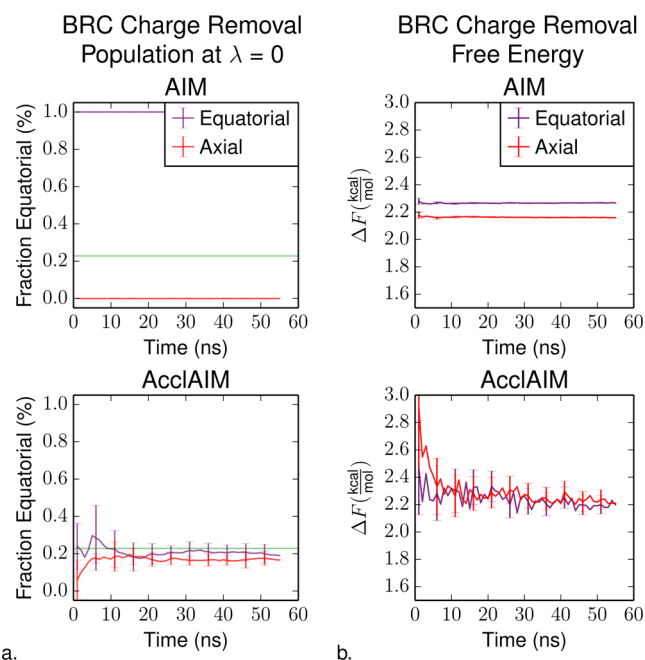 BRC Charge Removal
Population at λ = 0
AIM
Equatorial
Axial
Fraction Equatorial (%)
1.0
0.8
0.6
0.4
0.2
0.0
0 10 20 30 40 50 60
Time (ns)
BRC Charge Removal
Free Energy
AIM
Equatorial
Axial
ΔF(kcal/mol)
3.0
2.8
2.6
2.4
2.2
2.0
1.8
1.6
0 10 20 30 40 50 60
Time (ns)
AcclAIM
Fraction Equatorial (%)
1.0
0.8
0.6
0.4
0.2
0.0
0 10 20 30 40 50 60
Time (ns)
a.
AcclAIM
ΔF(kcal/mol)
3.0
2.8
2.6
2.4
2.2
2.0
1.8
1.6
0 10 20 30 40 50 60
Time (ns)
b.